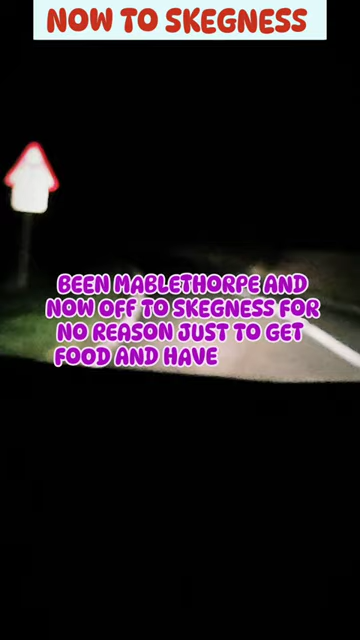 NOW TO SKEGNESS
BEEN MABLETHORPE AND
NOW OFF TO SKEGNESS FOR
NO REASON JUST TO GET
FOOD AND HAVE